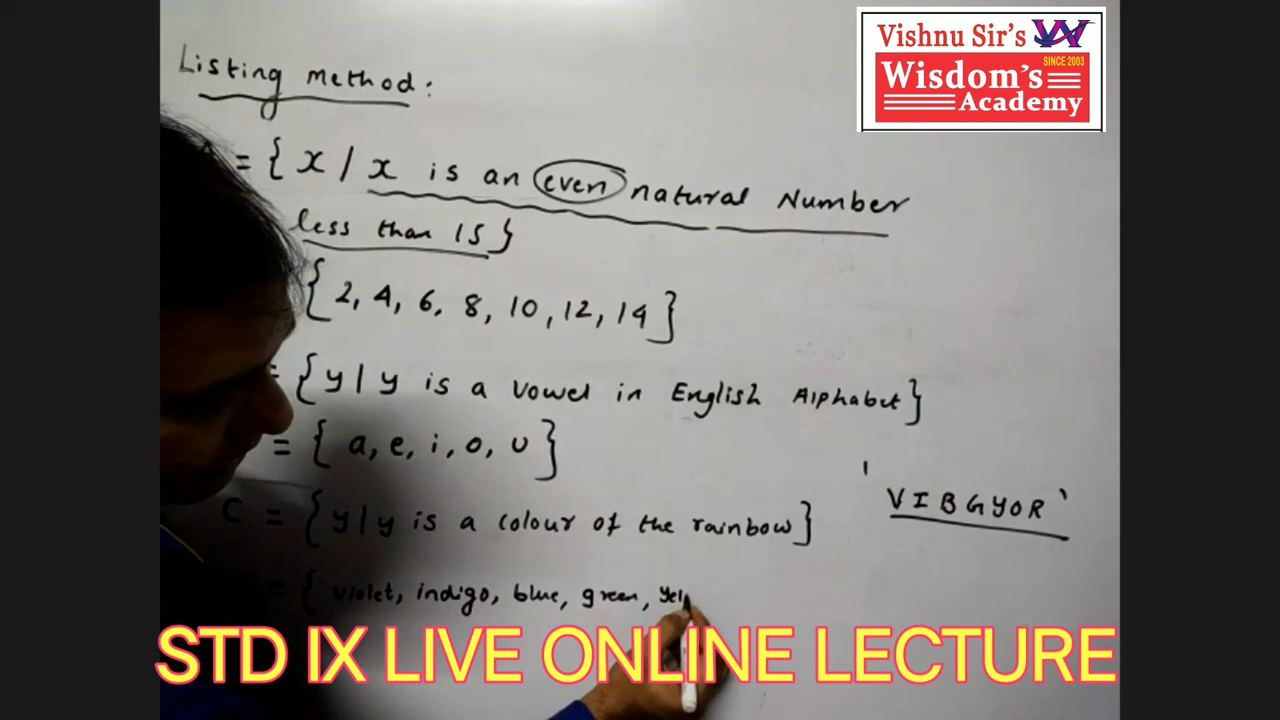 Vishnu Sir's
SINCE 2003
Wisdom's
Academy
Listing Method:
= { x / x is an even natural Number
less than 15 }
{ 2, 4, 6, 8, 10, 12, 14 }
= { y / y is a vowel in English Alphabet }
= { a, e, i, o, u }
' VIBGYOR '
C = { y / y is a colour of the rainbow }
= { violet, indigo, blue, green, yel
STD IX LIVE ONLINE LECTURE